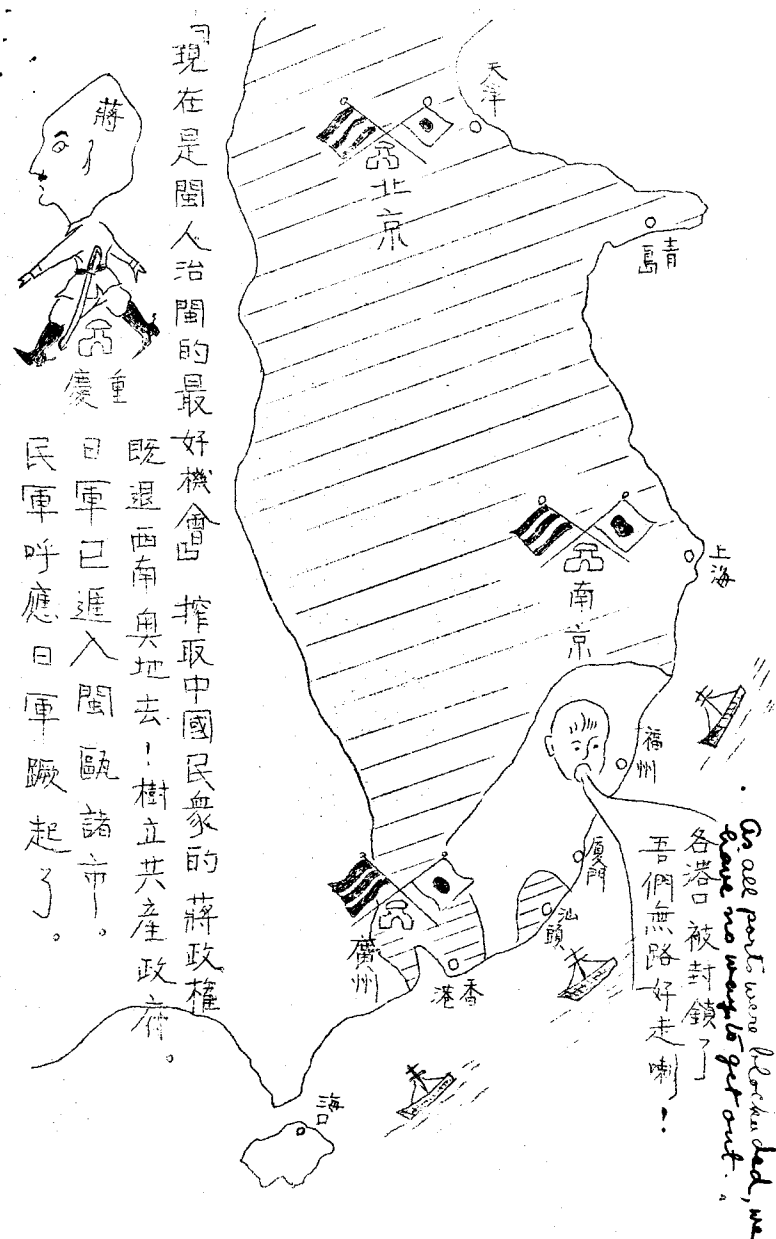 『現在是閩人治閩的最好機會』 搾取中國民衆的蔣政權
既退西南奧地去!樹立共産政府。
日軍已進入閩甌諸市。
民軍呼應日軍蹶起了。
蔣
重慶
天津
北京
青島
上海
南京
福州
廈門
汕頭
廣州
香港
海口
各港口被封鎖了
吾們無路好走喇!
As all ports were blockaded, we
have no way to get out.